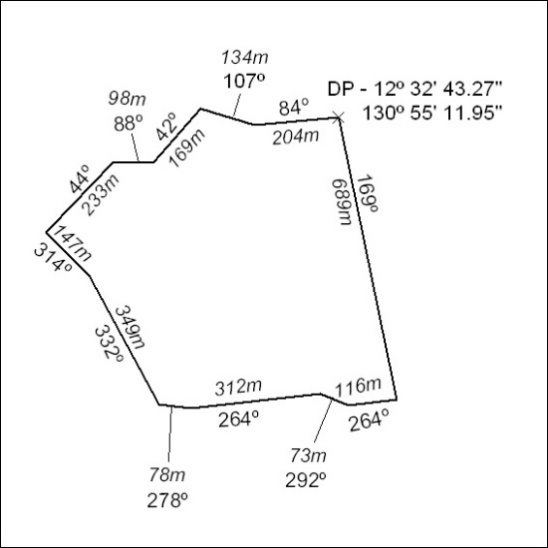 134m
107º
DP - 12º 32' 43.27"
130º 55' 11.95"
98m
88º
42º
169m
84º
204m
44º
233m
169º
689m
147m
314º
349m
332º
312m
264º
116m
264º
73m
292º
78m
278º